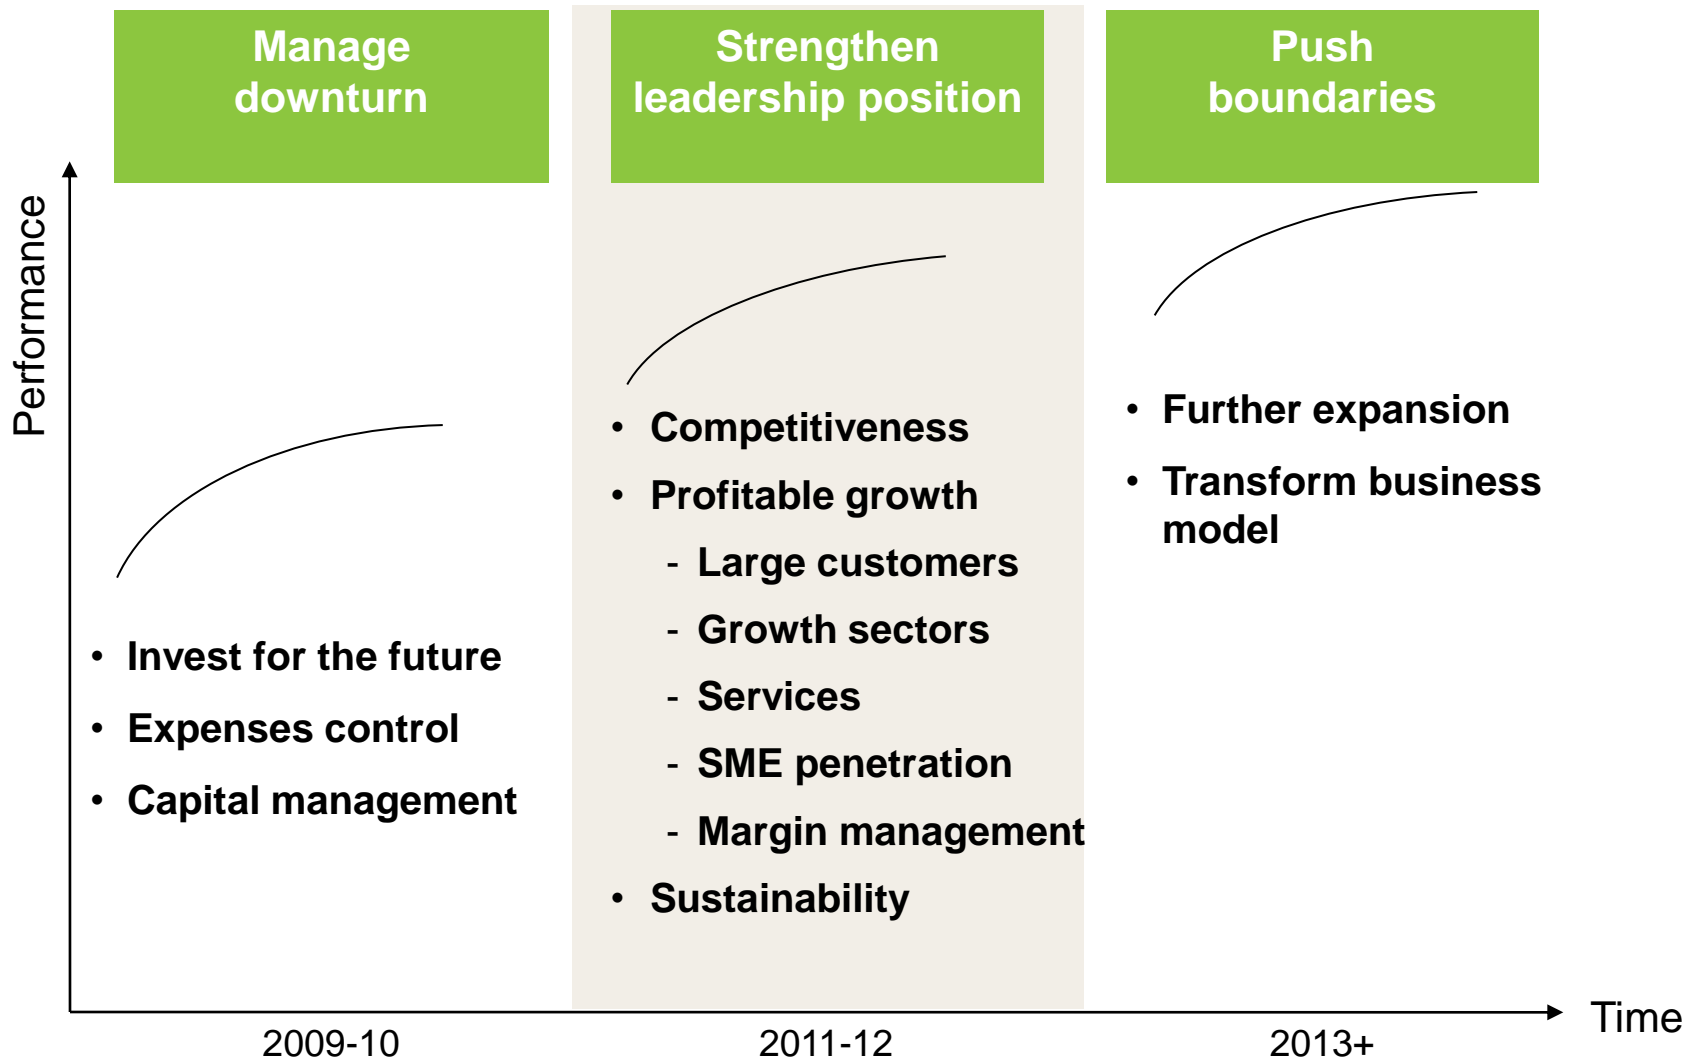 Manage
downturn
Strengthen
leadership position
Push
boundaries
Performance
• Invest for the future
• Expenses control
• Capital management
• Competitiveness
• Profitable growth
- Large customers
- Growth sectors
- Services
- SME penetration
- Margin management
• Sustainability
• Further expansion
• Transform business
model
2009-10
2011-12
2013+
Time